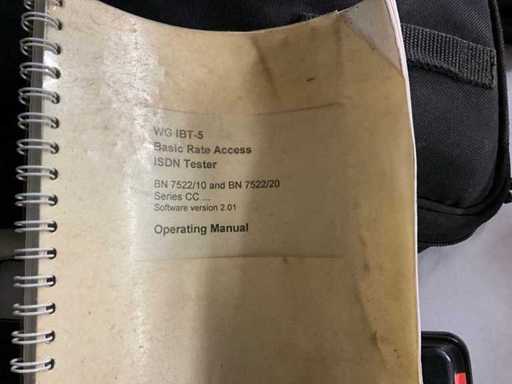 WG IBT-5
Basic Rate Access
ISDN Tester
BN 7522/10 and BN 7522/20
Series CC ...
Software version 2.01
Operating Manual